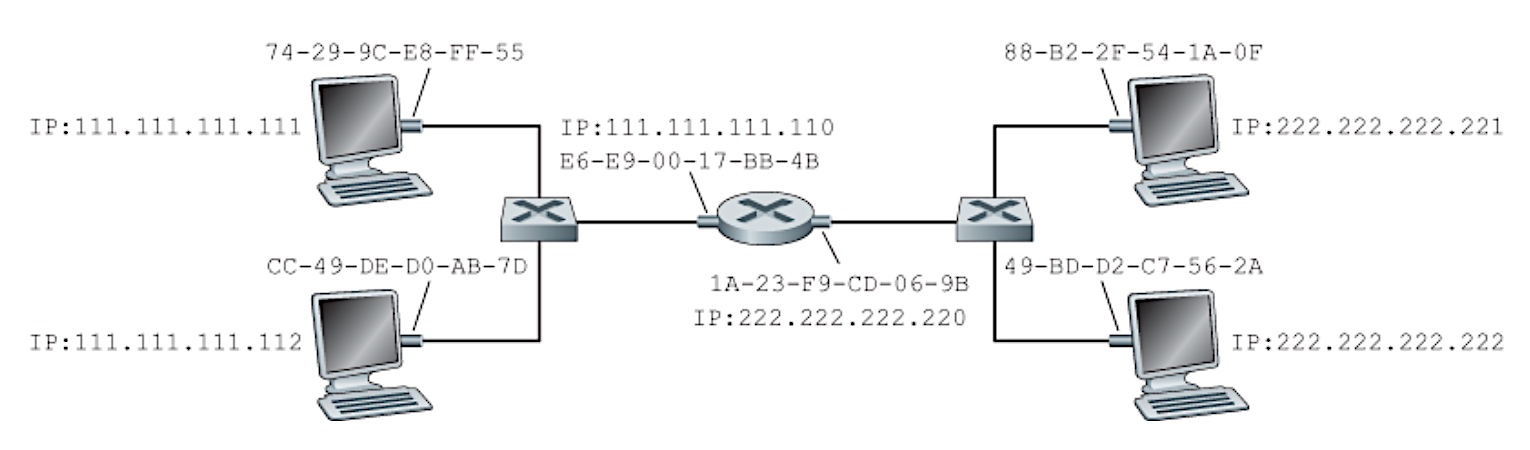 74-29-9C-E8-FF-55
88-B2-2F-54-1A-0F
IP:111.111.111.111
IP:111.111.111.110
IP:222.222.222.221
E6-E9-00-17-BB-4B
CC-49-DE-D0-AB-7D
49-BD-D2-C7-56-2A
1A-23-F9-CD-06-9B
IP:222.222.222.220
IP:111.111.111.112
IP:222.222.222.222